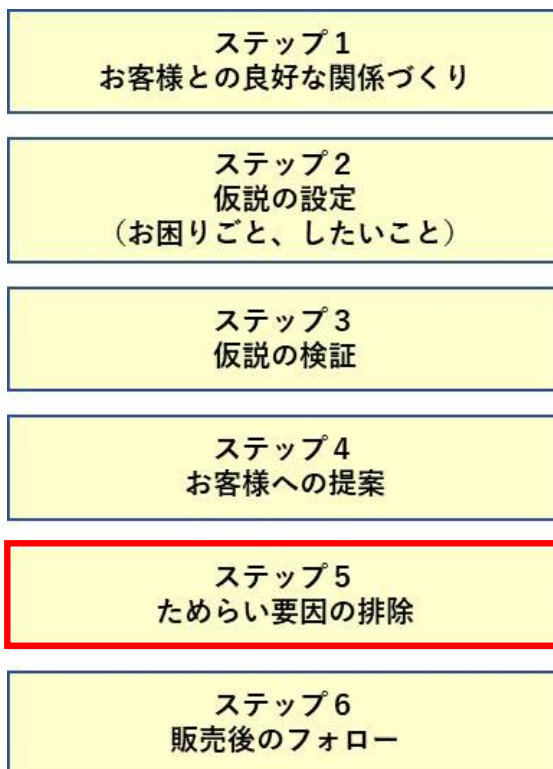 ステップ1
お客様との良好な関係づくり
ステップ2
仮説の設定
（お困りごと、したいこと）
ステップ3
仮説の検証
ステップ4
お客様への提案
ステップ5
ためらい要因の排除
ステップ6
販売後のフォロー